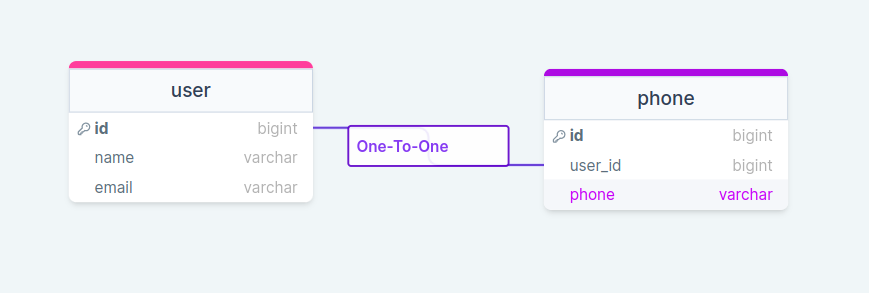 user
id bigint
name varchar
email varchar
One-To-One
phone
id bigint
user_id bigint
phone varchar